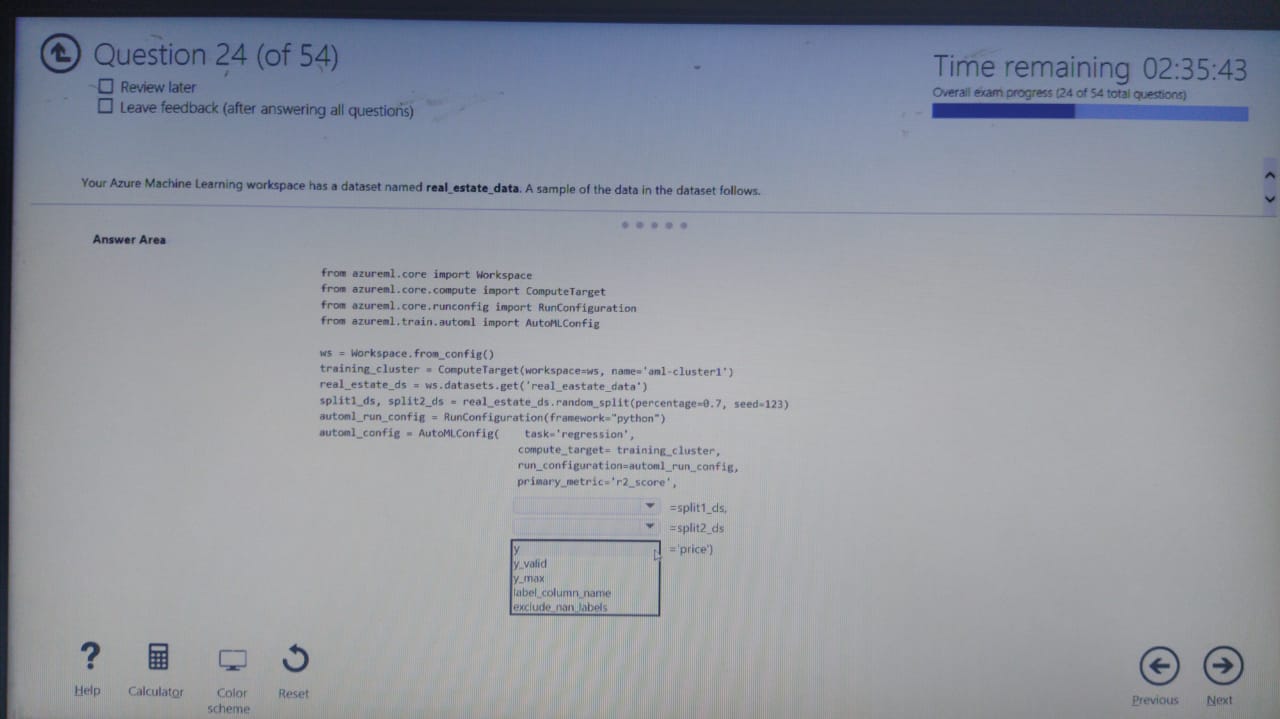 Question 24 (of 54)
Review later
Leave feedback (after answering all questions)
Time remaining 02:35:43
Overall exam progress (24 of 54 total questions)
Your Azure Machine Learning workspace has a dataset named real_estate_data. A sample of the data in the dataset follows.
Answer Area
from azureml.core import Workspace
from azureml.core.compute import ComputeTarget
from azureml.core.runconfig import RunConfiguration
from azureml.train.automl import AutoMLConfig
ws = Workspace.from_config()
training_cluster = ComputeTarget(workspace=ws, name='aml-cluster1')
real_estate_ds = ws.datasets.get('real_eastate_data')
split1_ds, split2_ds = real_estate_ds.random_split(percentage=0.7, seed=123)
automl_run_config = RunConfiguration(framework="python")
automl_config = AutoMLConfig( task='regression',
compute_target= training_cluster,
run_configuration=automl_run_config,
primary_metric='r2_score',
=split1_ds,
=split2_ds
y ='price')
y_valid
y_max
label_column_name
exclude_nan_labels
? Help
Calculator
Color scheme
Reset
Previous
Next